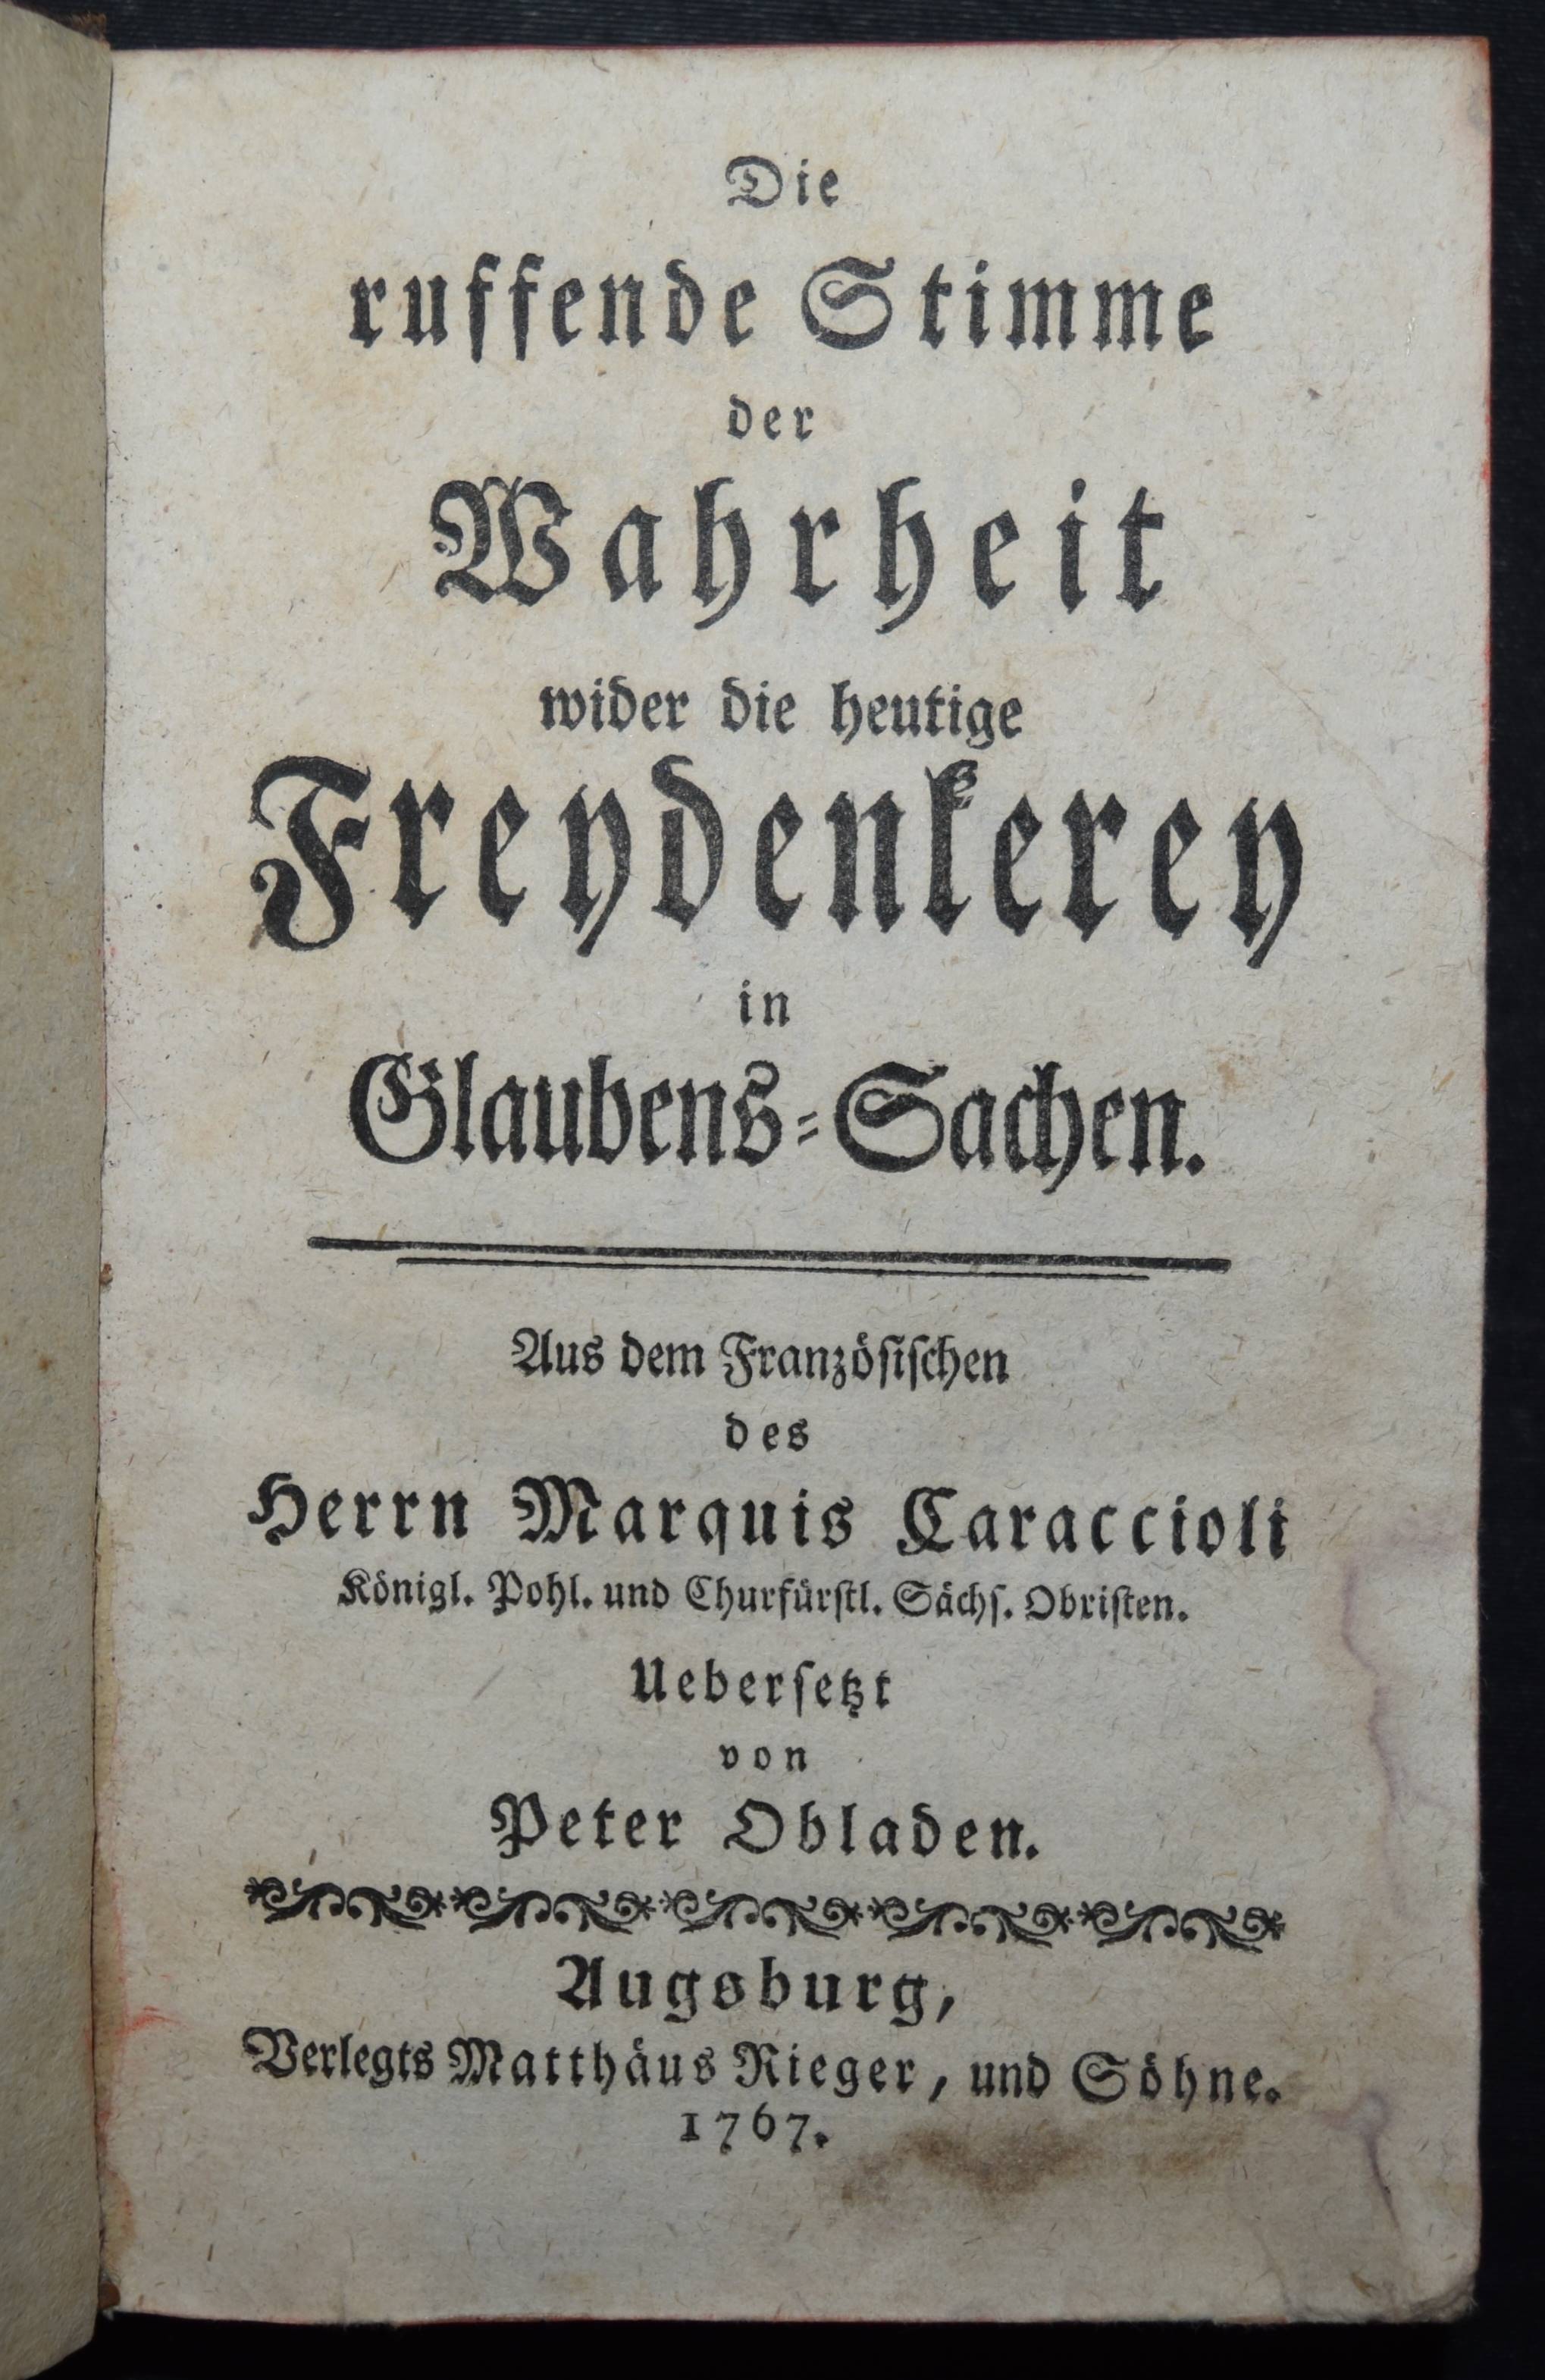 Die
ruffende Stimme
der
Wahrheit
wider die heutige
Freydenkerey
in
Glaubens-Sachen.
Aus dem Französiſchen
des
Herrn Marquis Caraccioli
Königl. Pohl. und Churfürſtl. Sächſ. Obriſten.
Ueberſetzt
von
Peter Obladen.
Augsburg,
Verlegts Matthäus Rieger, und Söhne.
1767.